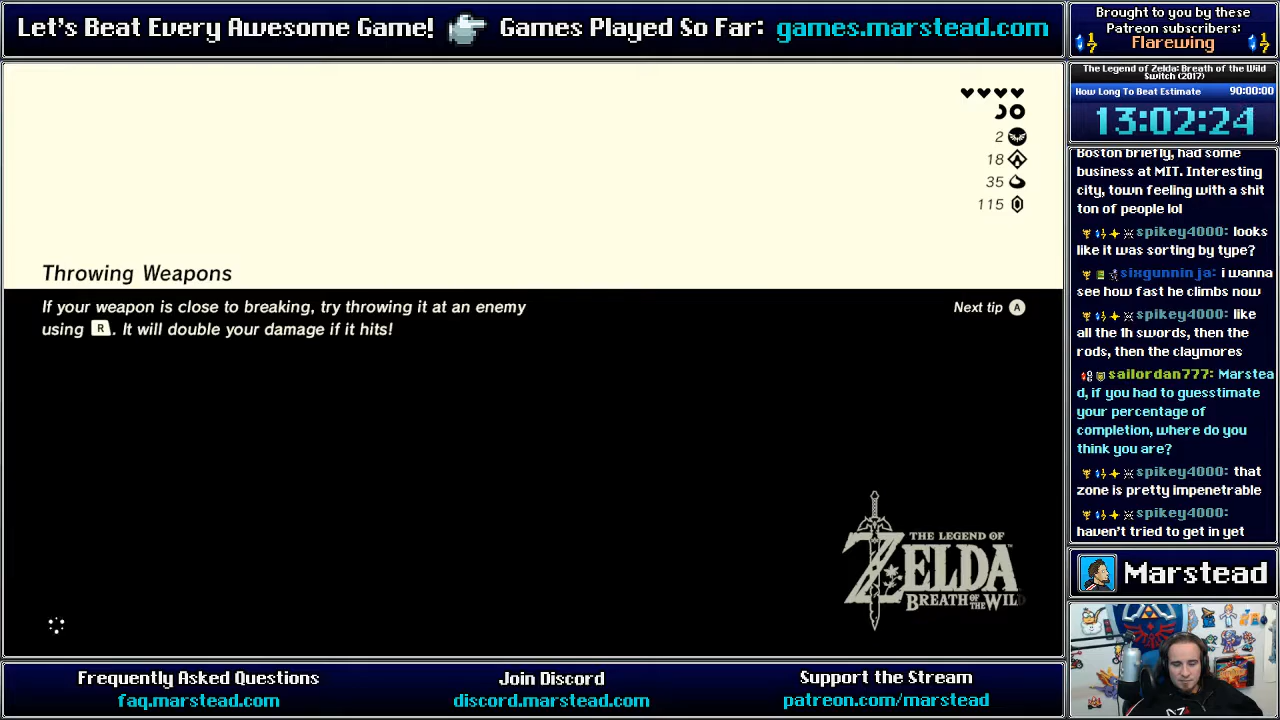 Let's Beat Every Awesome Game! Games Played So Far: games.marstead.com
Brought to you by these
Patreon subscribers:
Flarewing
The Legend of Zelda: Breath of the Wild
Switch (2017)
How Long To Beat Estimate 90:00:00
13:02:24
2
18
35
115
Throwing Weapons
If your weapon is close to breaking, try throwing it at an enemy
using R. It will double your damage if it hits!
Next tip A
THE LEGEND OF
ZELDA
BREATH OF THE WILD
Boston briefly, had some
business at MIT. Interesting
city, town feeling with a shit
ton of people lol
spikey4000: looks
like it was sorting by type?
sixgunninja: i wanna
see how fast he climbs now
spikey4000: like
all the 1h swords, then the
rods, then the claymores
sailordan777: Marstea
d, if you had to guesstimate
your percentage of
completion, where do you
think you are?
spikey4000: that
zone is pretty impenetrable
spikey4000:
haven't tried to get in yet
Marstead
Frequently Asked Questions
faq.marstead.com
Join Discord
discord.marstead.com
Support the Stream
patreon.com/marstead